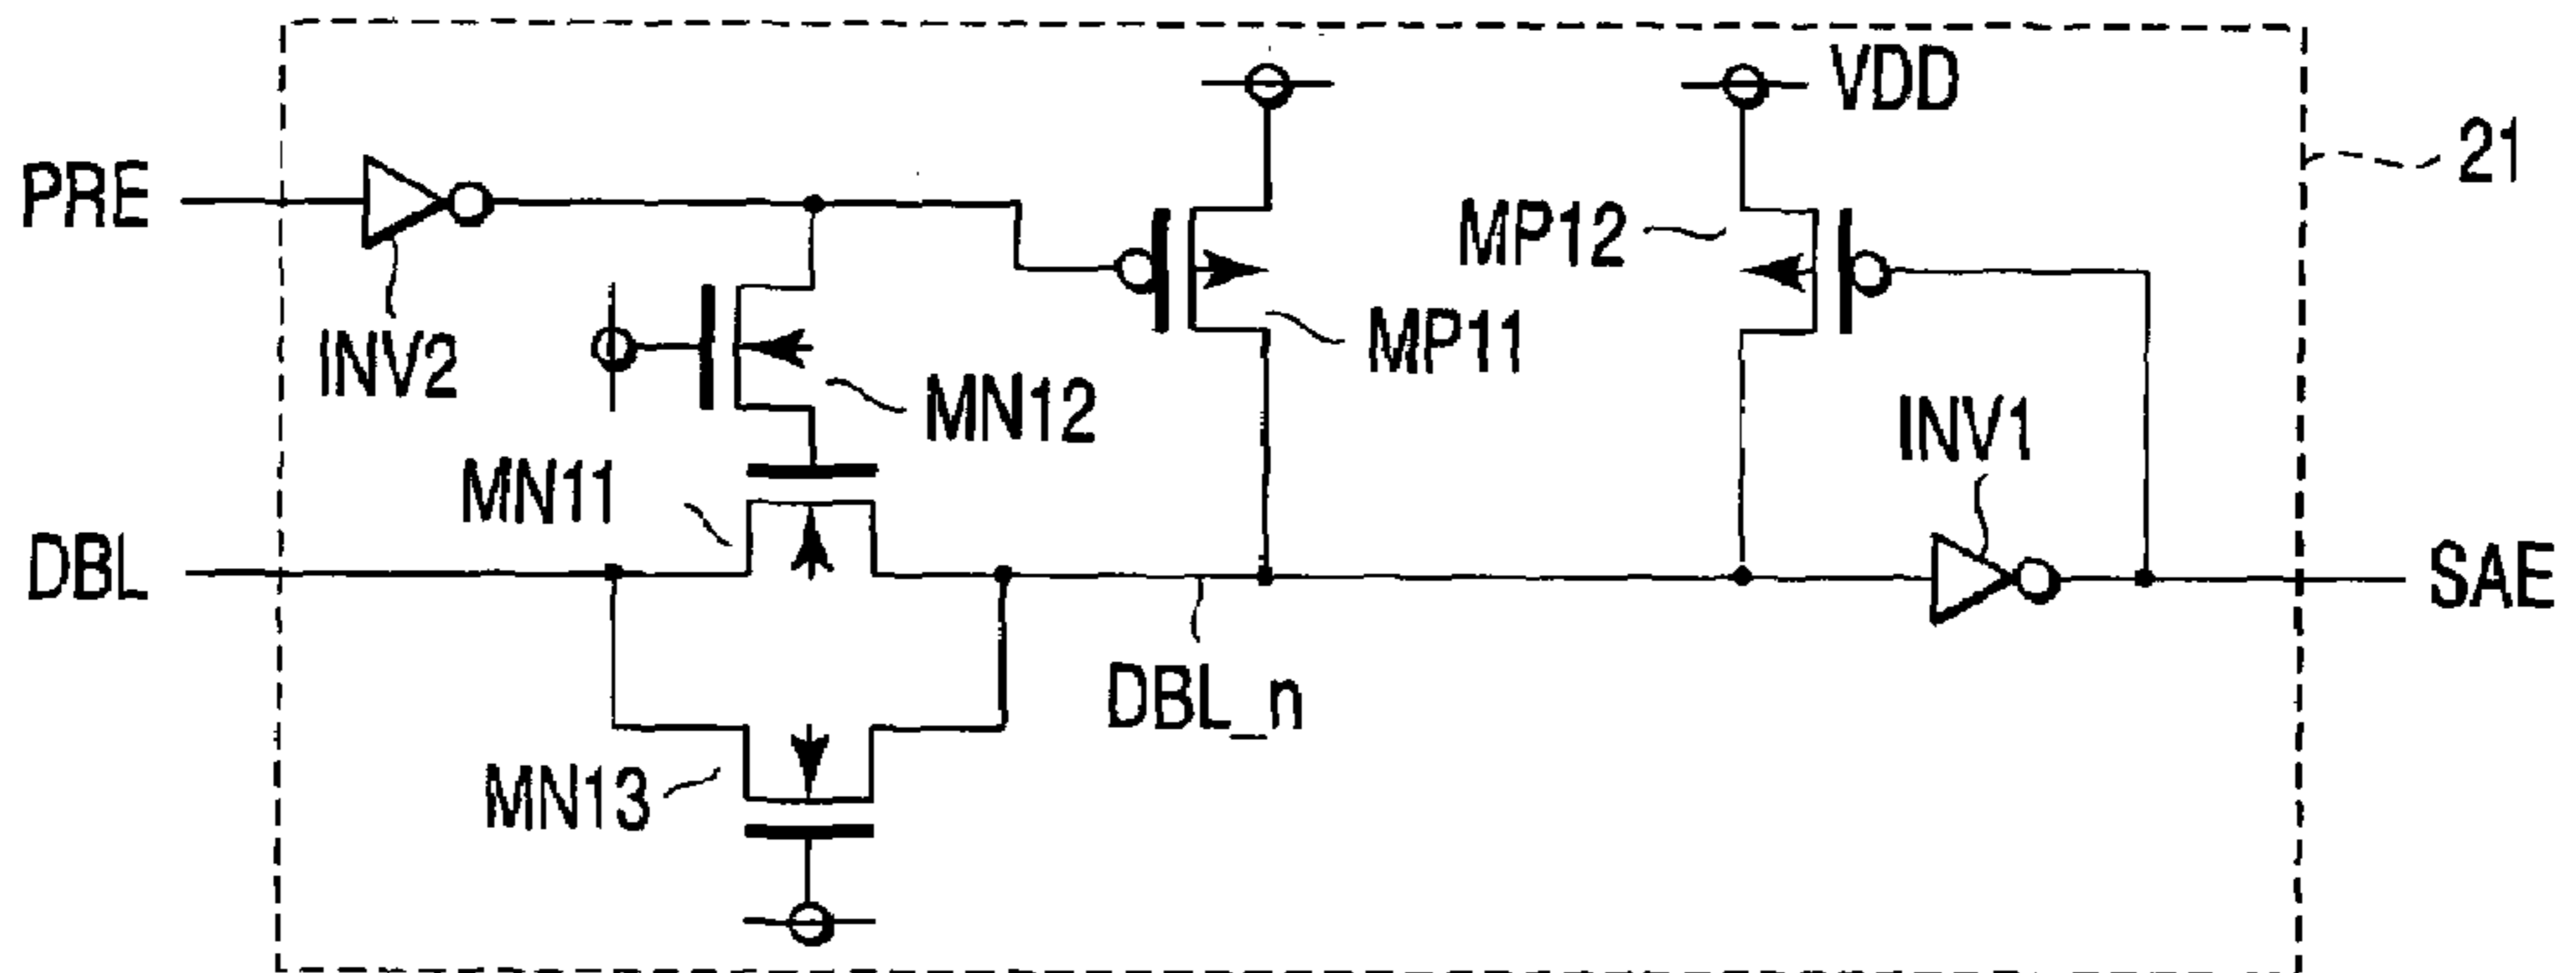 VDD
21
PRE
MP12
MP11
INV2
MN12
INV1
MN11
DBL
SAE
DBL_n
MN13